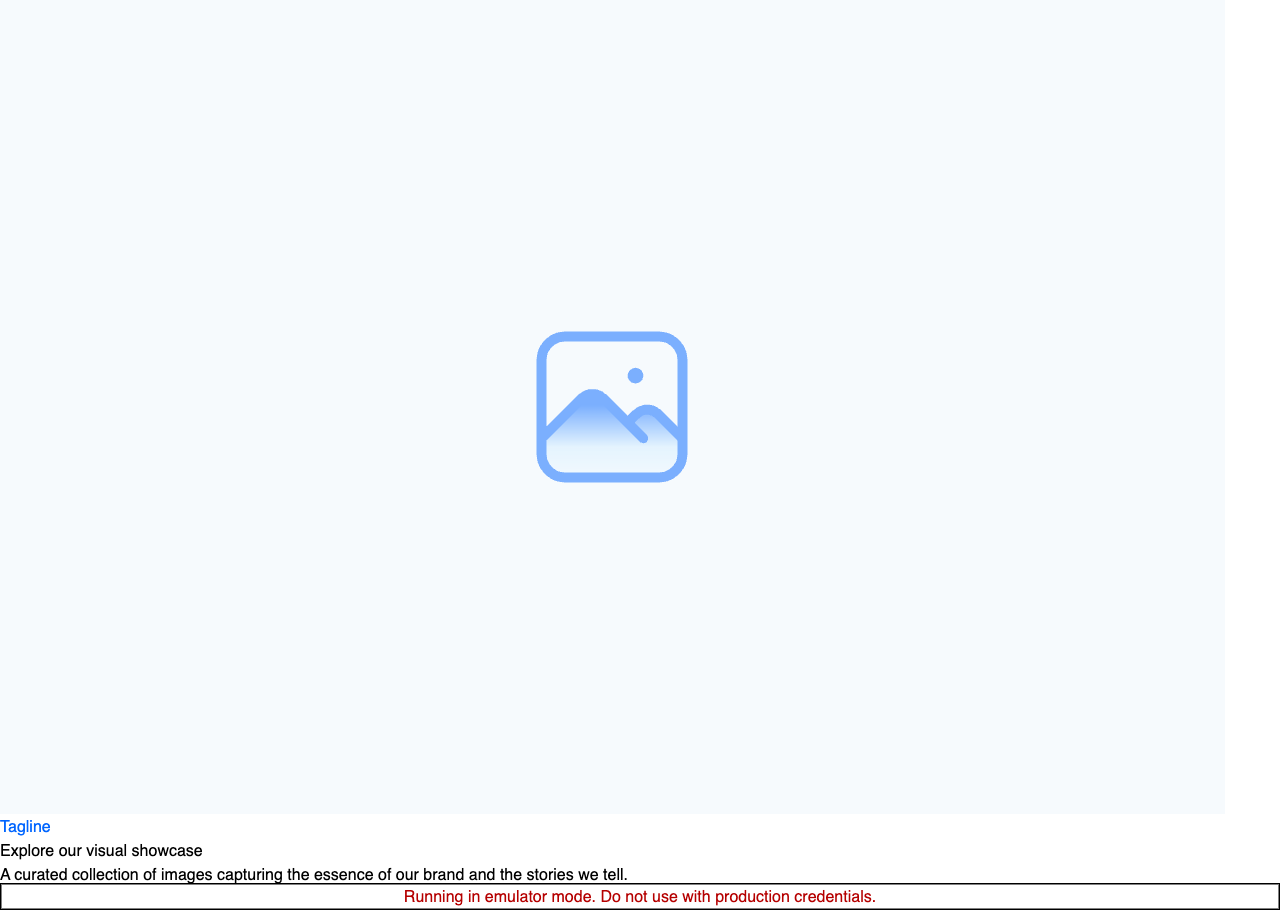 Tagline
Explore our visual showcase
A curated collection of images capturing the essence of our brand and the stories we tell.
Running in emulator mode. Do not use with production credentials.